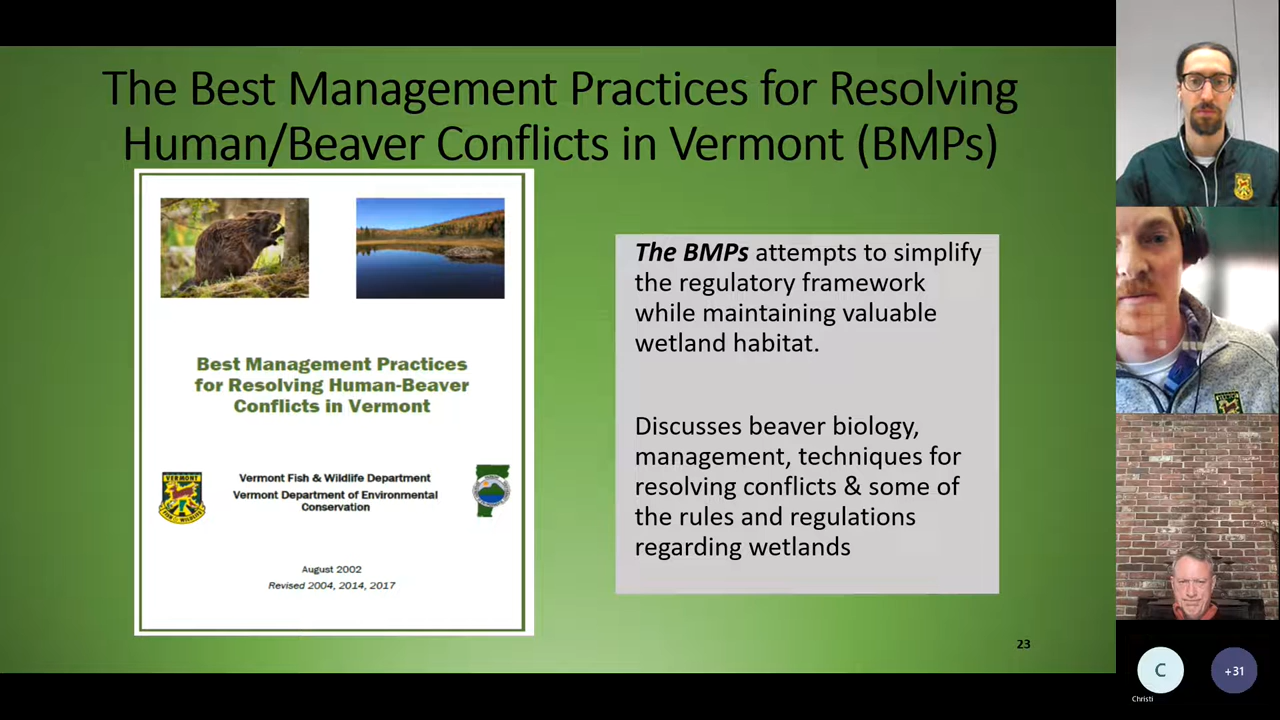 The Best Management Practices for Resolving
Human/Beaver Conflicts in Vermont (BMPs)
Best Management Practices
for Resolving Human-Beaver
Conflicts in Vermont
VERMONT
Vermont Fish & Wildlife Department
Vermont Department of Environmental
Conservation
August 2002
Revised 2004, 2014, 2017
The BMPs attempts to simplify
the regulatory framework
while maintaining valuable
wetland habitat.
Discusses beaver biology,
management, techniques for
resolving conflicts & some of
the rules and regulations
regarding wetlands
23
C
Christi
+31